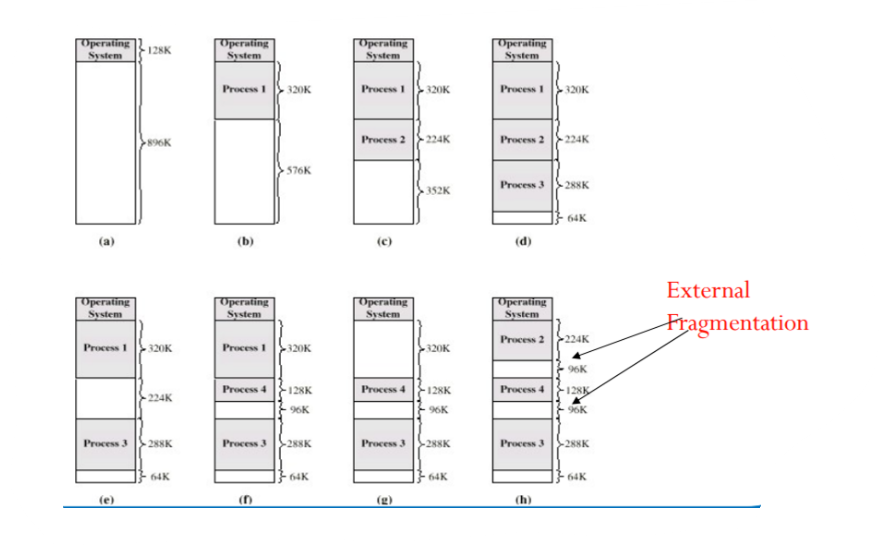 Operating
System
128K
896K
(a)
Operating
System
Process 1
320K
576K
(b)
Operating
System
Process 1
320K
Process 2
224K
352K
(c)
Operating
System
Process 1
320K
Process 2
224K
Process 3
288K
64K
(d)
Operating
System
Process 1
320K
224K
Process 3
288K
64K
(e)
Operating
System
Process 1
320K
Process 4
128K
96K
Process 3
288K
64K
(f)
Operating
System
320K
Process 4
128K
96K
Process 3
288K
64K
(g)
Operating
System
Process 2
224K
96K
Process 4
128K
96K
Process 3
288K
64K
(h)
External
Fragmentation